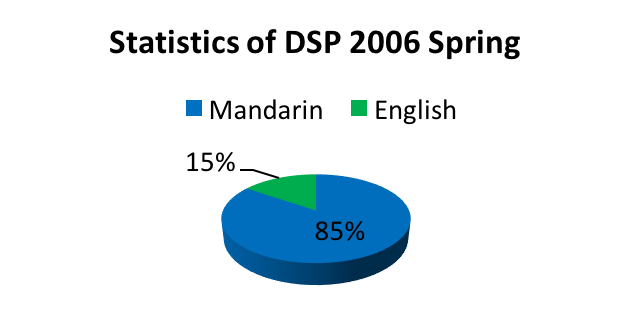 Statistics of DSP 2006 Spring
Mandarin English
15%
85%